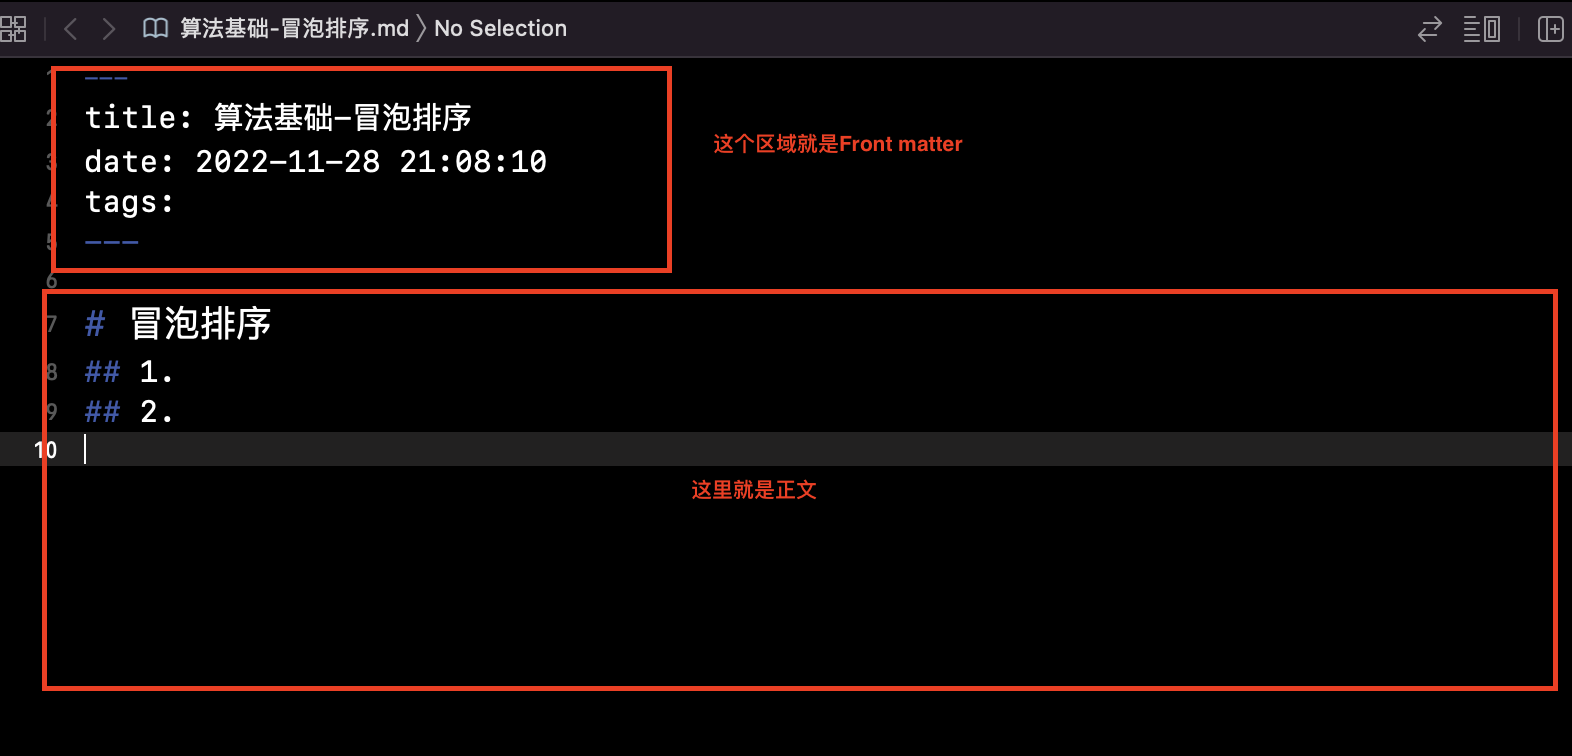 算法基础-冒泡排序.md 〉 No Selection
1 ---
2 title: 算法基础-冒泡排序
这个区域就是Front matter
3 date: 2022-11-28 21:08:10
4 tags:
5 ---
6
7 # 冒泡排序
8 ## 1.
9 ## 2.
10
这里就是正文